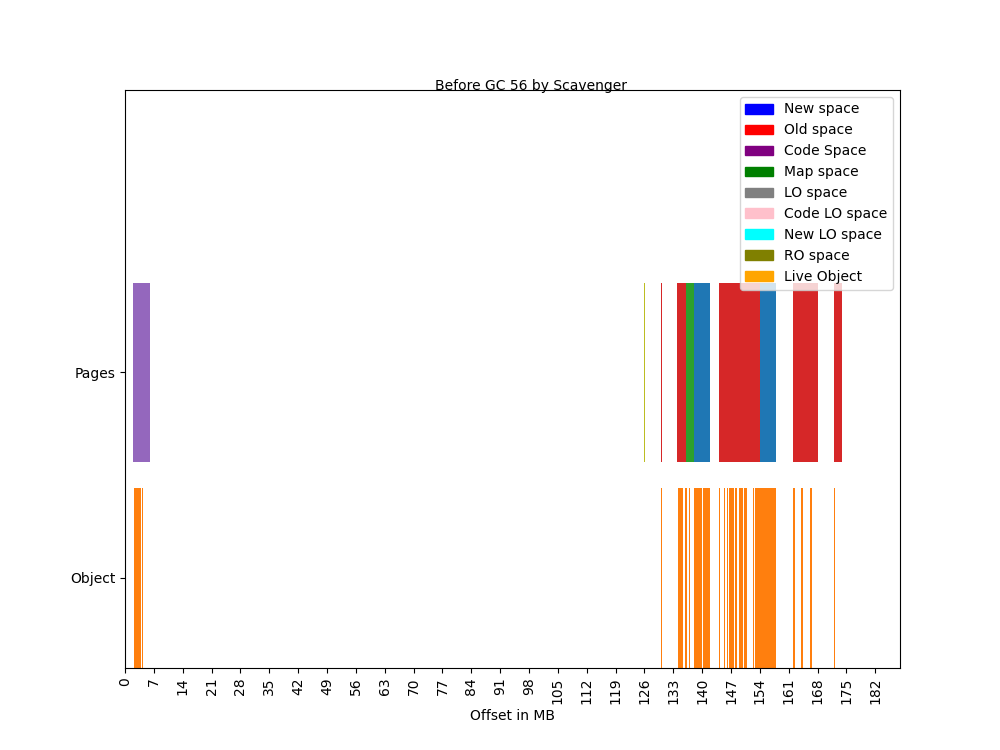 Before GC 56 by Scavenger
New space
Old space
Code Space
Map space
LO space
Code LO space
New LO space
RO space
Live Object
Pages
Object
0 7 14 21 28 35 42 49 56 63 70 77 84 91 98 105 112 119 126 133 140 147 154 161 168 175 182
Offset in MB